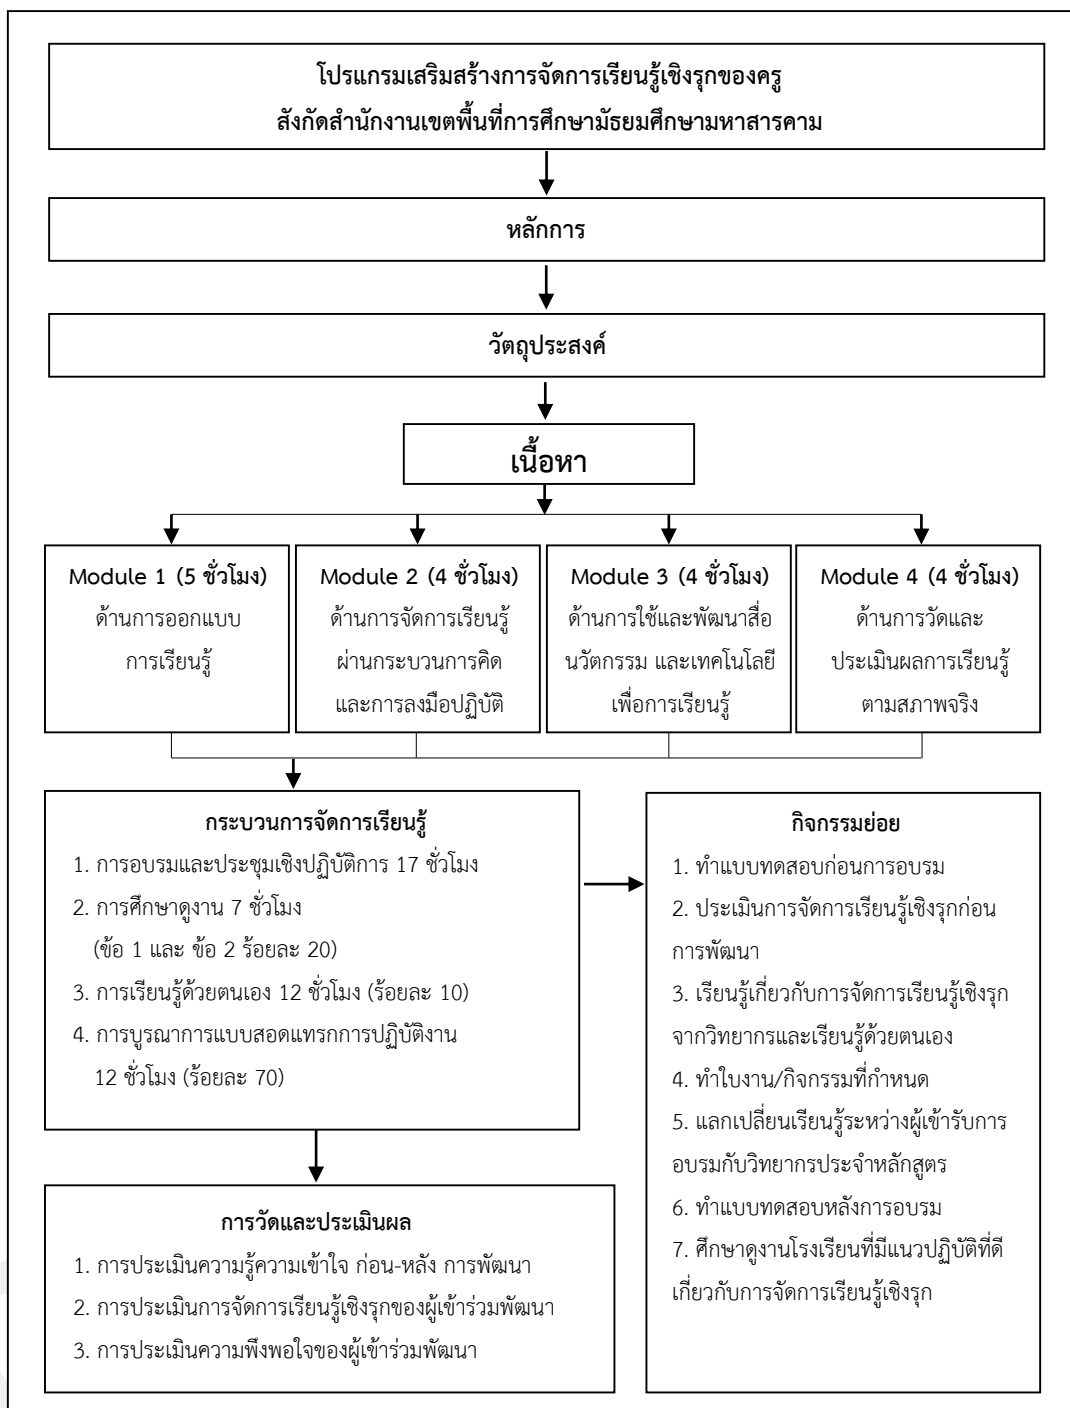 โปรแกรมเสริมสร้างการจัดการเรียนรู้เชิงรุกของครู
สังกัดสำนักงานเขตพื้นที่การศึกษามัธยมศึกษามหาสารคาม
หลักการ
วัตถุประสงค์
เนื้อหา
Module 1 (5 ชั่วโมง)
ด้านการออกแบบ
การเรียนรู้
Module 2 (4 ชั่วโมง)
ด้านการจัดการเรียนรู้
ผ่านกระบวนการคิด
และการลงมือปฏิบัติ
Module 3 (4 ชั่วโมง)
ด้านการใช้และพัฒนาสื่อ
นวัตกรรม และเทคโนโลยี
เพื่อการเรียนรู้
Module 4 (4 ชั่วโมง)
ด้านการวัดและ
ประเมินผลการเรียนรู้
ตามสภาพจริง
กระบวนการจัดการเรียนรู้
1. การอบรมและประชุมเชิงปฏิบัติการ 17 ชั่วโมง
2. การศึกษาดูงาน 7 ชั่วโมง
(ข้อ 1 และ ข้อ 2 ร้อยละ 20)
3. การเรียนรู้ด้วยตนเอง 12 ชั่วโมง (ร้อยละ 10)
4. การบูรณาการแบบสอดแทรกการปฏิบัติงาน
12 ชั่วโมง (ร้อยละ 70)
กิจกรรมย่อย
1. ทำแบบทดสอบก่อนการอบรม
2. ประเมินการจัดการเรียนรู้เชิงรุกก่อน
การพัฒนา
3. เรียนรู้เกี่ยวกับการจัดการเรียนรู้เชิงรุก
จากวิทยากรและเรียนรู้ด้วยตนเอง
4. ทำใบงาน/กิจกรรมที่กำหนด
5. แลกเปลี่ยนเรียนรู้ระหว่างผู้เข้ารับการ
อบรมกับวิทยากรประจำหลักสูตร
6. ทำแบบทดสอบหลังการอบรม
7. ศึกษาดูงานโรงเรียนที่มีแนวปฏิบัติที่ดี
เกี่ยวกับการจัดการเรียนรู้เชิงรุก
การวัดและประเมินผล
1. การประเมินความรู้ความเข้าใจ ก่อน-หลัง การพัฒนา
2. การประเมินการจัดการเรียนรู้เชิงรุกของผู้เข้าร่วมพัฒนา
3. การประเมินความพึงพอใจของผู้เข้าร่วมพัฒนา